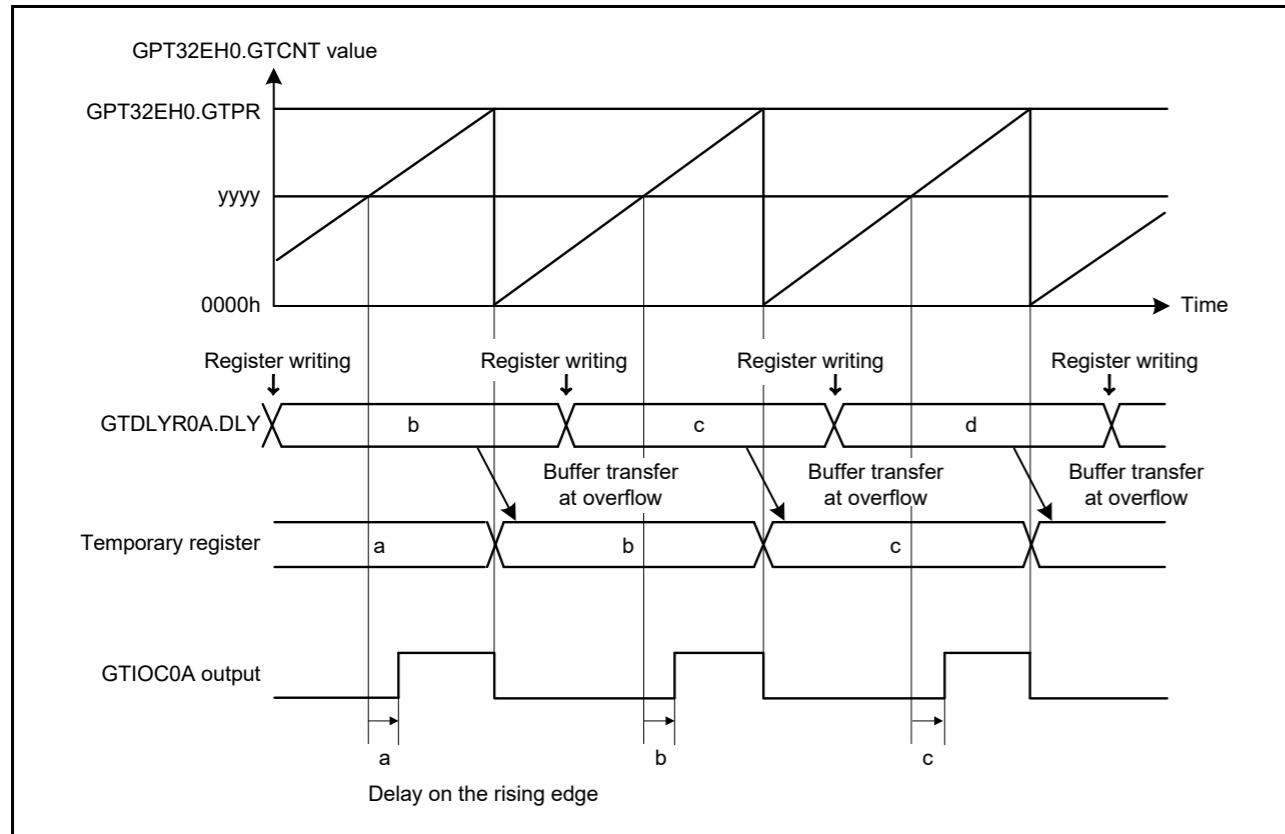 GPT32EH0.GTCNT value
GPT32EH0.GTPR
yyyy
0000h
Time
Register writing
Register writing
Register writing
Register writing
GTDLYR0A.DLY
b
c
d
Buffer transfer
at overflow
Buffer transfer
at overflow
Buffer transfer
at overflow
Temporary register
a
b
c
GTIOC0A output
a
b
c
Delay on the rising edge